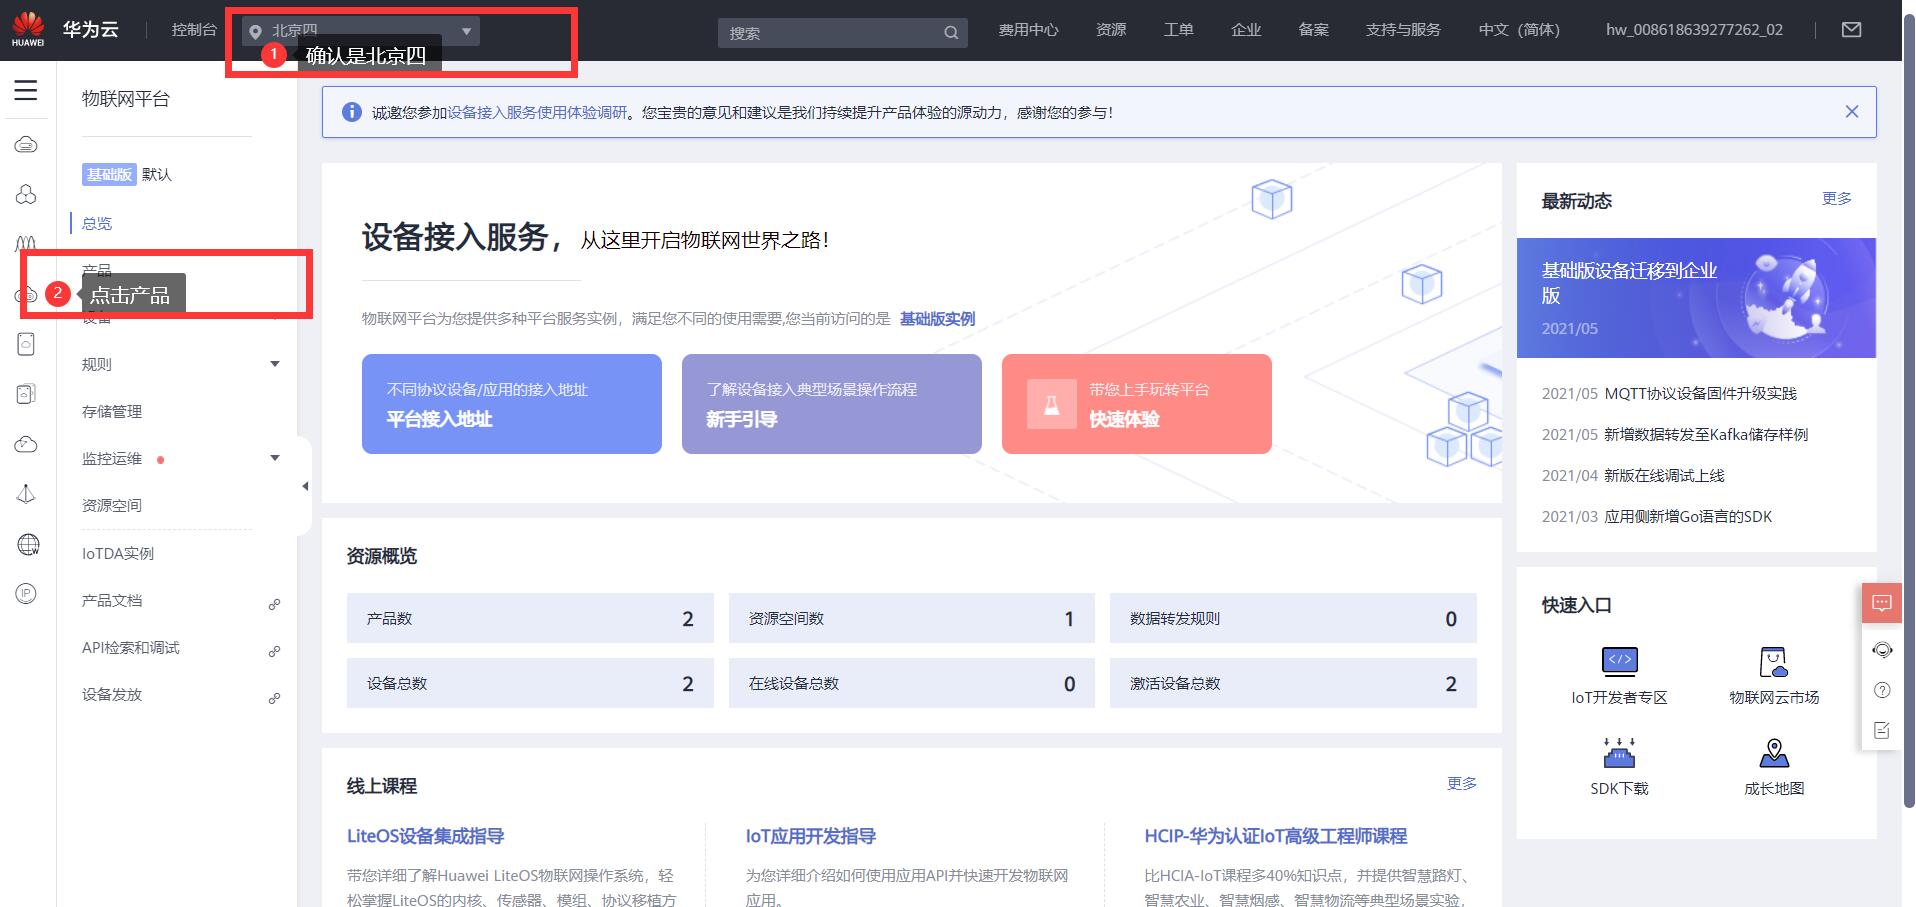 HUAWEI
华为云
控制台
北京四
搜索
费用中心
资源
工单
企业
备案
支持与服务
中文（简体）
hw_008618639277262_02
1
确认是北京四
物联网平台
基础版 默认
总览
产品
2
点击产品
设备
规则
存储管理
监控运维
资源空间
IoTDA实例
产品文档
API检索和调试
设备发放
IP
诚邀您参加设备接入服务使用体验调研。您宝贵的意见和建议是我们持续提升产品体验的源动力，感谢您的参与！
设备接入服务，从这里开启物联网世界之路！
物联网平台为您提供多种平台服务实例，满足您不同的使用需要,您当前访问的是 基础版实例
不同协议设备/应用的接入地址
平台接入地址
了解设备接入典型场景操作流程
新手引导
带您上手玩转平台
快速体验
资源概览
产品数 2
资源空间数 1
数据转发规则 0
设备总数 2
在线设备总数 0
激活设备总数 2
线上课程
更多
LiteOS设备集成指导
带您详细了解Huawei LiteOS物联网操作系统，轻
松掌握LiteOS的内核、传感器、模组、协议移植方
IoT应用开发指导
为您详细介绍如何使用应用API并快速开发物联网
应用。
HCIP-华为认证IoT高级工程师课程
比HCIA-IoT课程多40%知识点，并提供智慧路灯、
智慧农业、智慧烟感、智慧物流等典型场景实验，
最新动态
更多
基础版设备迁移到企业
版
2021/05
2021/05 MQTT协议设备固件升级实践
2021/05 新增数据转发至Kafka储存样例
2021/04 新版在线调试上线
2021/03 应用侧新增Go语言的SDK
快速入口
IoT开发者专区
物联网云市场
SDK下载
成长地图